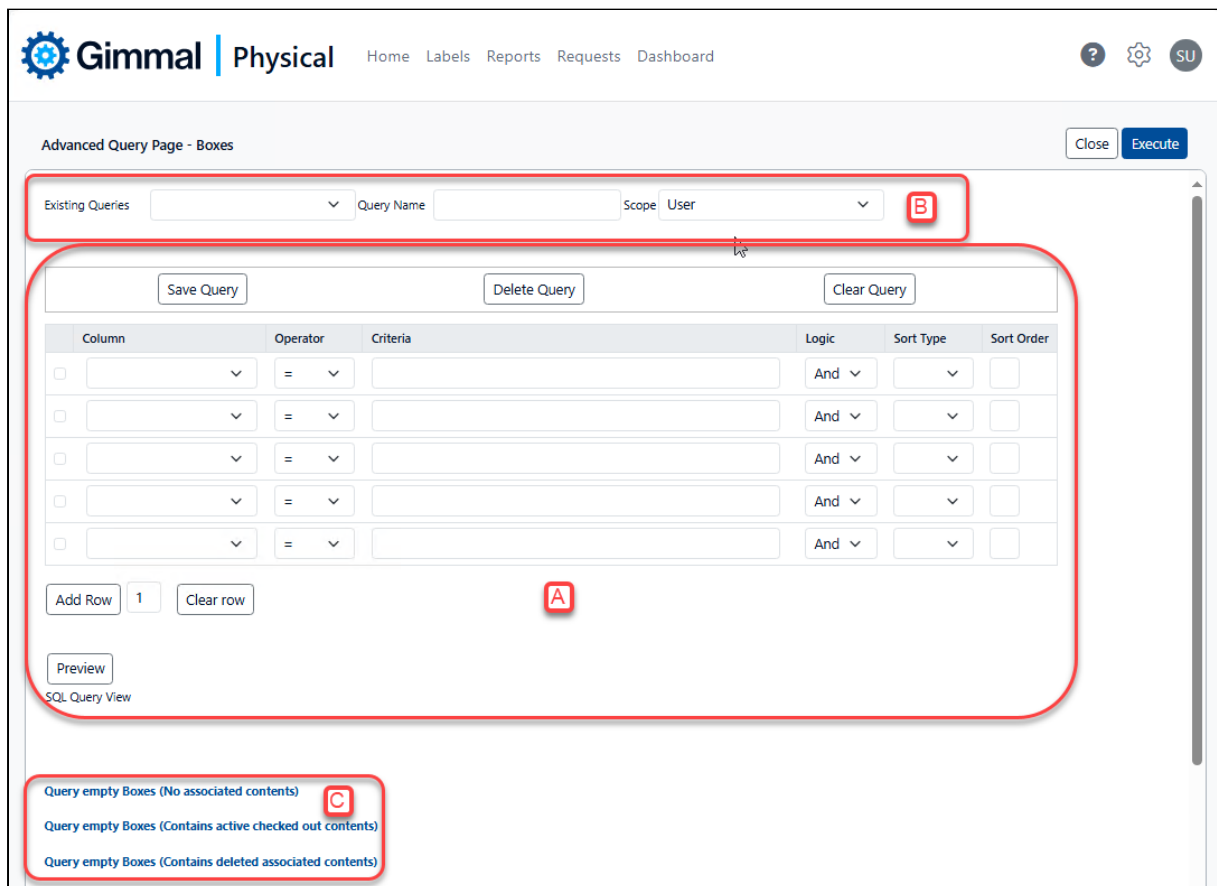 Gimmal | Physical Home Labels Reports Requests Dashboard ? SU
Advanced Query Page - Boxes Close Execute
Existing Queries Query Name Scope User B
Save Query Delete Query Clear Query
Column Operator Criteria Logic Sort Type Sort Order
= And
= And
= And
= And
= And
Add Row 1 Clear row A
Preview
SQL Query View
Query empty Boxes (No associated contents) C
Query empty Boxes (Contains active checked out contents)
Query empty Boxes (Contains deleted associated contents)